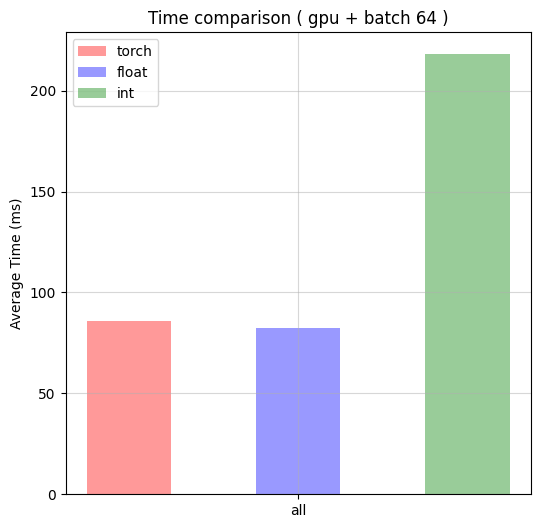 Time comparison ( gpu + batch 64 )
torch
float
int
200
150
100
50
0
Average Time (ms)
all